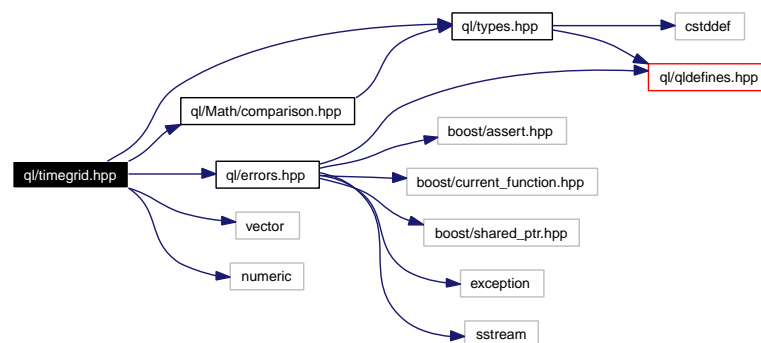 ql/types.hpp
cstddef
ql/qldefines.hpp
ql/Math/comparison.hpp
boost/assert.hpp
ql/timegrid.hpp
ql/errors.hpp
boost/current_function.hpp
vector
boost/shared_ptr.hpp
numeric
exception
sstream